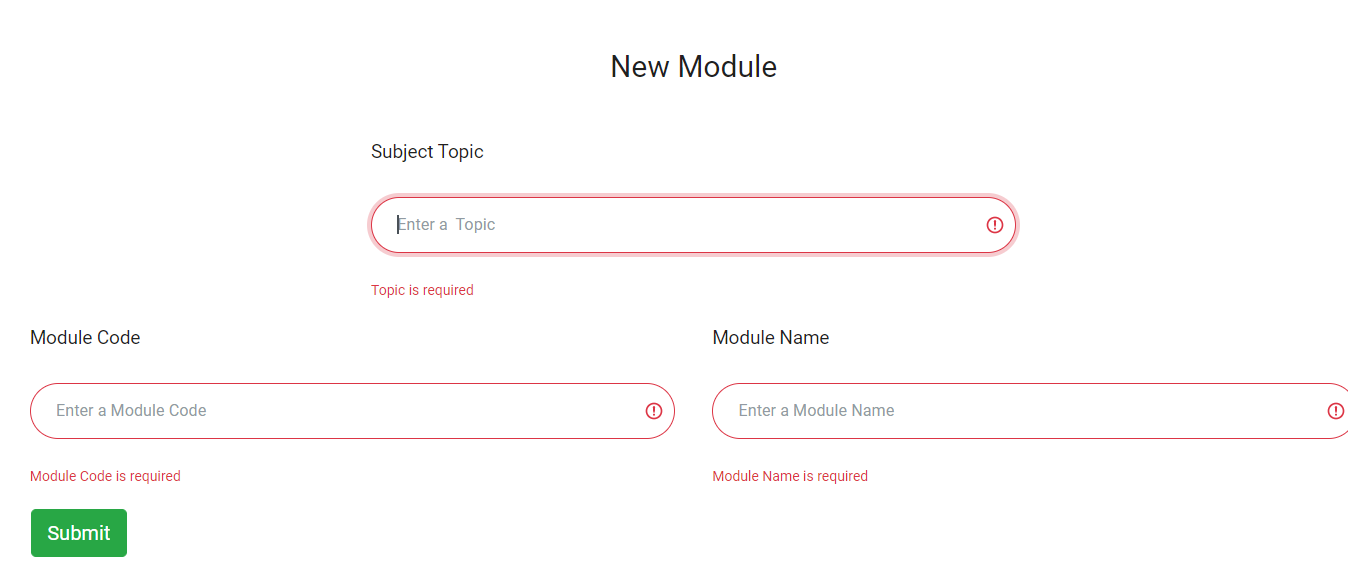 New Module
Subject Topic
Enter a  Topic
Topic is required
Module Code
Module Name
Enter a Module Code
Enter a Module Name
Module Code is required
Module Name is required
Submit